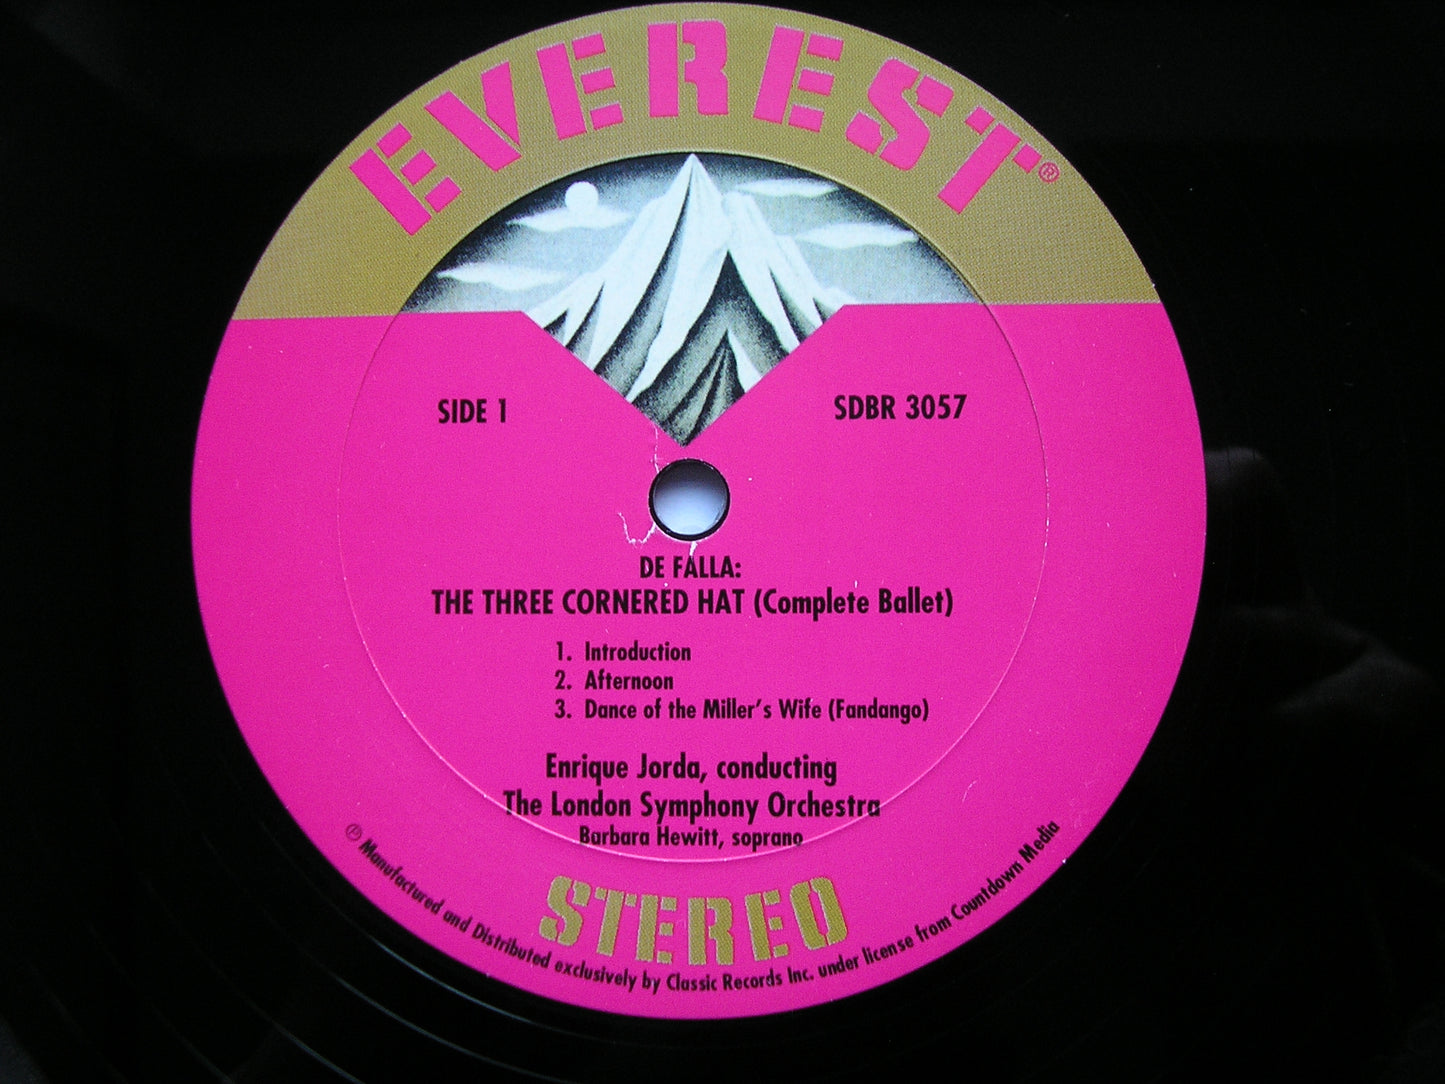 EVEREST®
SIDE 1
SDBR 3057
DE FALLA:
THE THREE CORNERED HAT (Complete Ballet)
1. Introduction
2. Afternoon
3. Dance of the Miller's Wife (Fandango)
Enrique Jorda, conducting
The London Symphony Orchestra
Barbara Hewitt, soprano
STEREO
℗ Manufactured and Distributed exclusively by Classic Records Inc. under license from Countdown Media